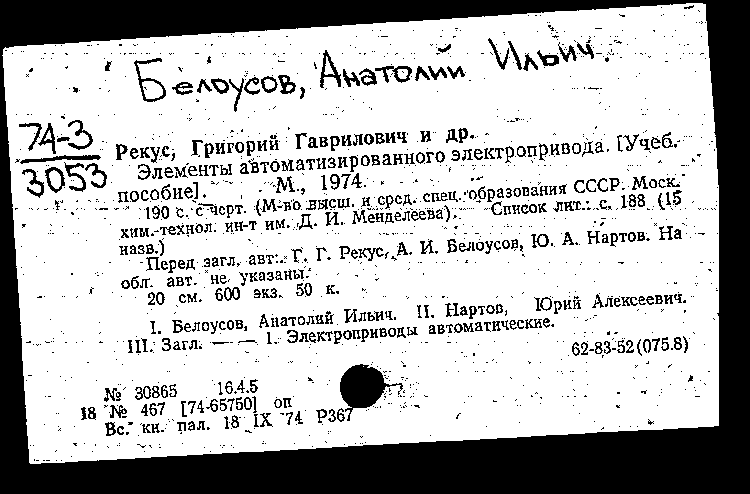 Белоусов, Анатолий Ильич.
74-3
3053
Рекус, Григорий Гаврилович и др.
Элементы автоматизированного электропривода. [Учеб.
пособие]. М., 1974.
190 с. с черт. (М-во высш. и сред. спец. образования СССР. Моск.
хим.-технол. ин-т им. Д. И. Менделеева). Список лит.: с. 188 (15
назв.)
Перед загл. авт.: Г. Г. Рекус, А. И. Белоусов, Ю. А. Нартов. На
обл. авт. не указаны.
20 см. 600 экз. 50 к.
I. Белоусов, Анатолий Ильич. II. Нартов, Юрий Алексеевич.
III. Загл. — — 1. Электроприводы автоматические.
62-83-52(075.8)
№ 30865 16.4.5
18 № 467 [74-65750] оп
Вс. кн. пал. 18 IX 74 Р367